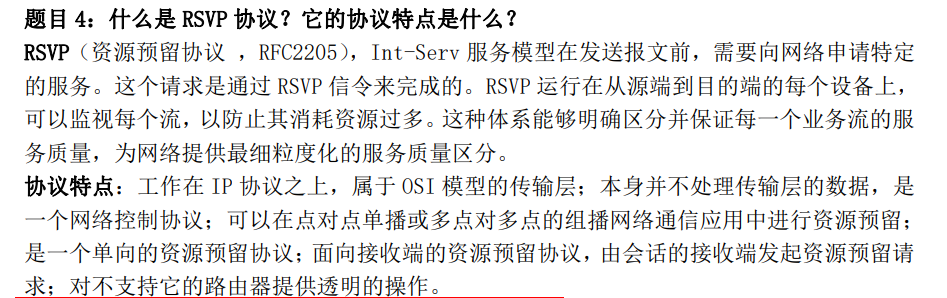 题目 4：什么是 RSVP 协议？它的协议特点是什么？
RSVP（资源预留协议 ，RFC2205），Int-Serv 服务模型在发送报文前，需要向网络申请特定
的服务。这个请求是通过 RSVP 信令来完成的。RSVP 运行在从源端到目的端的每个设备上，
可以监视每个流，以防止其消耗资源过多。这种体系能够明确区分并保证每一个业务流的服
务质量，为网络提供最细粒度化的服务质量区分。
协议特点：工作在 IP 协议之上，属于 OSI 模型的传输层；本身并不处理传输层的数据，是
一个网络控制协议；可以在点对点单播或多点对多点的组播网络通信应用中进行资源预留；
是一个单向的资源预留协议；面向接收端的资源预留协议，由会话的接收端发起资源预留请
求；对不支持它的路由器提供透明的操作。